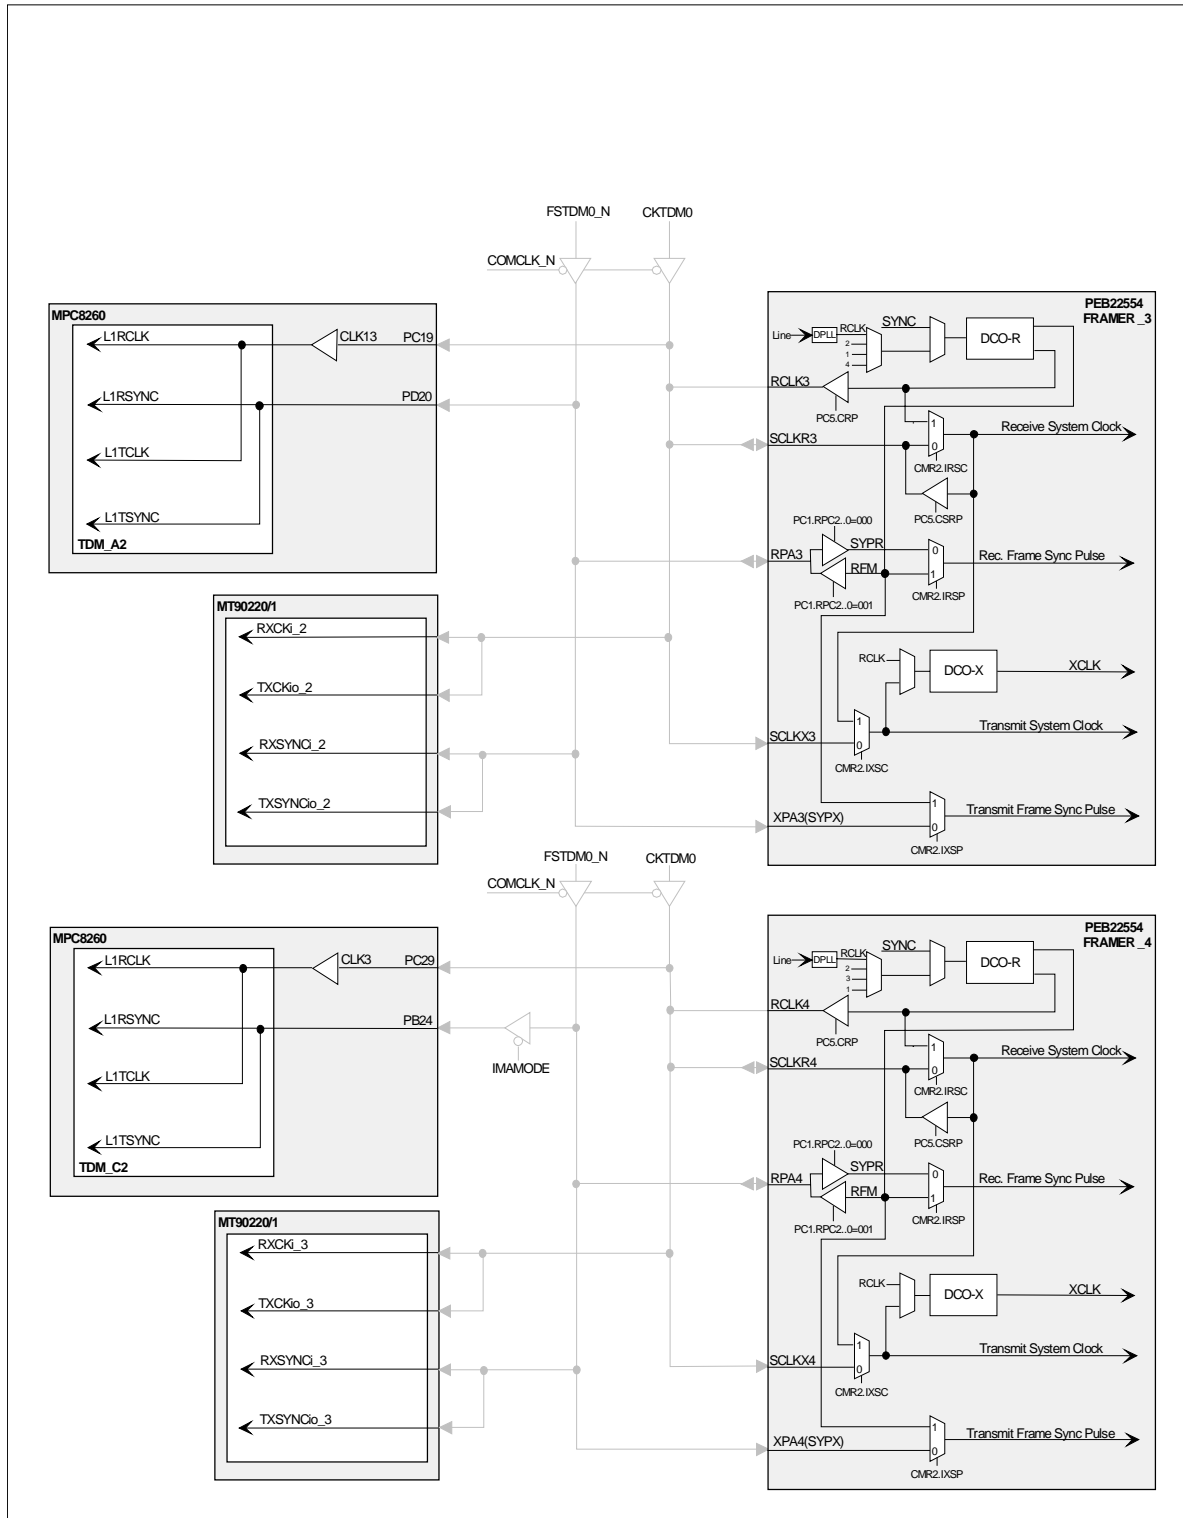 FSTDM0_N
CKTDM0
COMCLK_N
MPC8260
L1RCLK
CLK13
PC19
L1RSYNC
PD20
L1TCLK
L1TSYNC
TDM_A2
MT90220/1
RXCKi_2
TXCKio_2
RXSYNCi_2
TXSYNCio_2
PEB22554
FRAMER _3
SYNC
Line
DPLL
RCLK
2
1
4
DCO-R
RCLK3
PC5.CRP
1
0
Receive System Clock
SCLKR3
CMR2.IRSC
PC5.CSRP
PC1.RPC2..0=000
SYPR
0
RPA3
RFM
1
Rec. Frame Sync Pulse
PC1.RPC2..0=001
CMR2.IRSP
RCLK
DCO-X
XCLK
1
0
Transmit System Clock
SCLKX3
CMR2.IXSC
1
0
Transmit Frame Sync Pulse
XPA3(SYPX)
CMR2.IXSP
FSTDM0_N
CKTDM0
COMCLK_N
MPC8260
L1RCLK
CLK3
PC29
L1RSYNC
PB24
IMAMODE
L1TCLK
L1TSYNC
TDM_C2
MT90220/1
RXCKi_3
TXCKio_3
RXSYNCi_3
TXSYNCio_3
PEB22554
FRAMER _4
SYNC
Line
DPLL
RCLK
2
3
1
DCO-R
RCLK4
PC5.CRP
1
0
Receive System Clock
SCLKR4
CMR2.IRSC
PC5.CSRP
PC1.RPC2..0=000
SYPR
0
RPA4
RFM
1
Rec. Frame Sync Pulse
PC1.RPC2..0=001
CMR2.IRSP
RCLK
DCO-X
XCLK
1
0
Transmit System Clock
SCLKX4
CMR2.IXSC
1
0
Transmit Frame Sync Pulse
XPA4(SYPX)
CMR2.IXSP